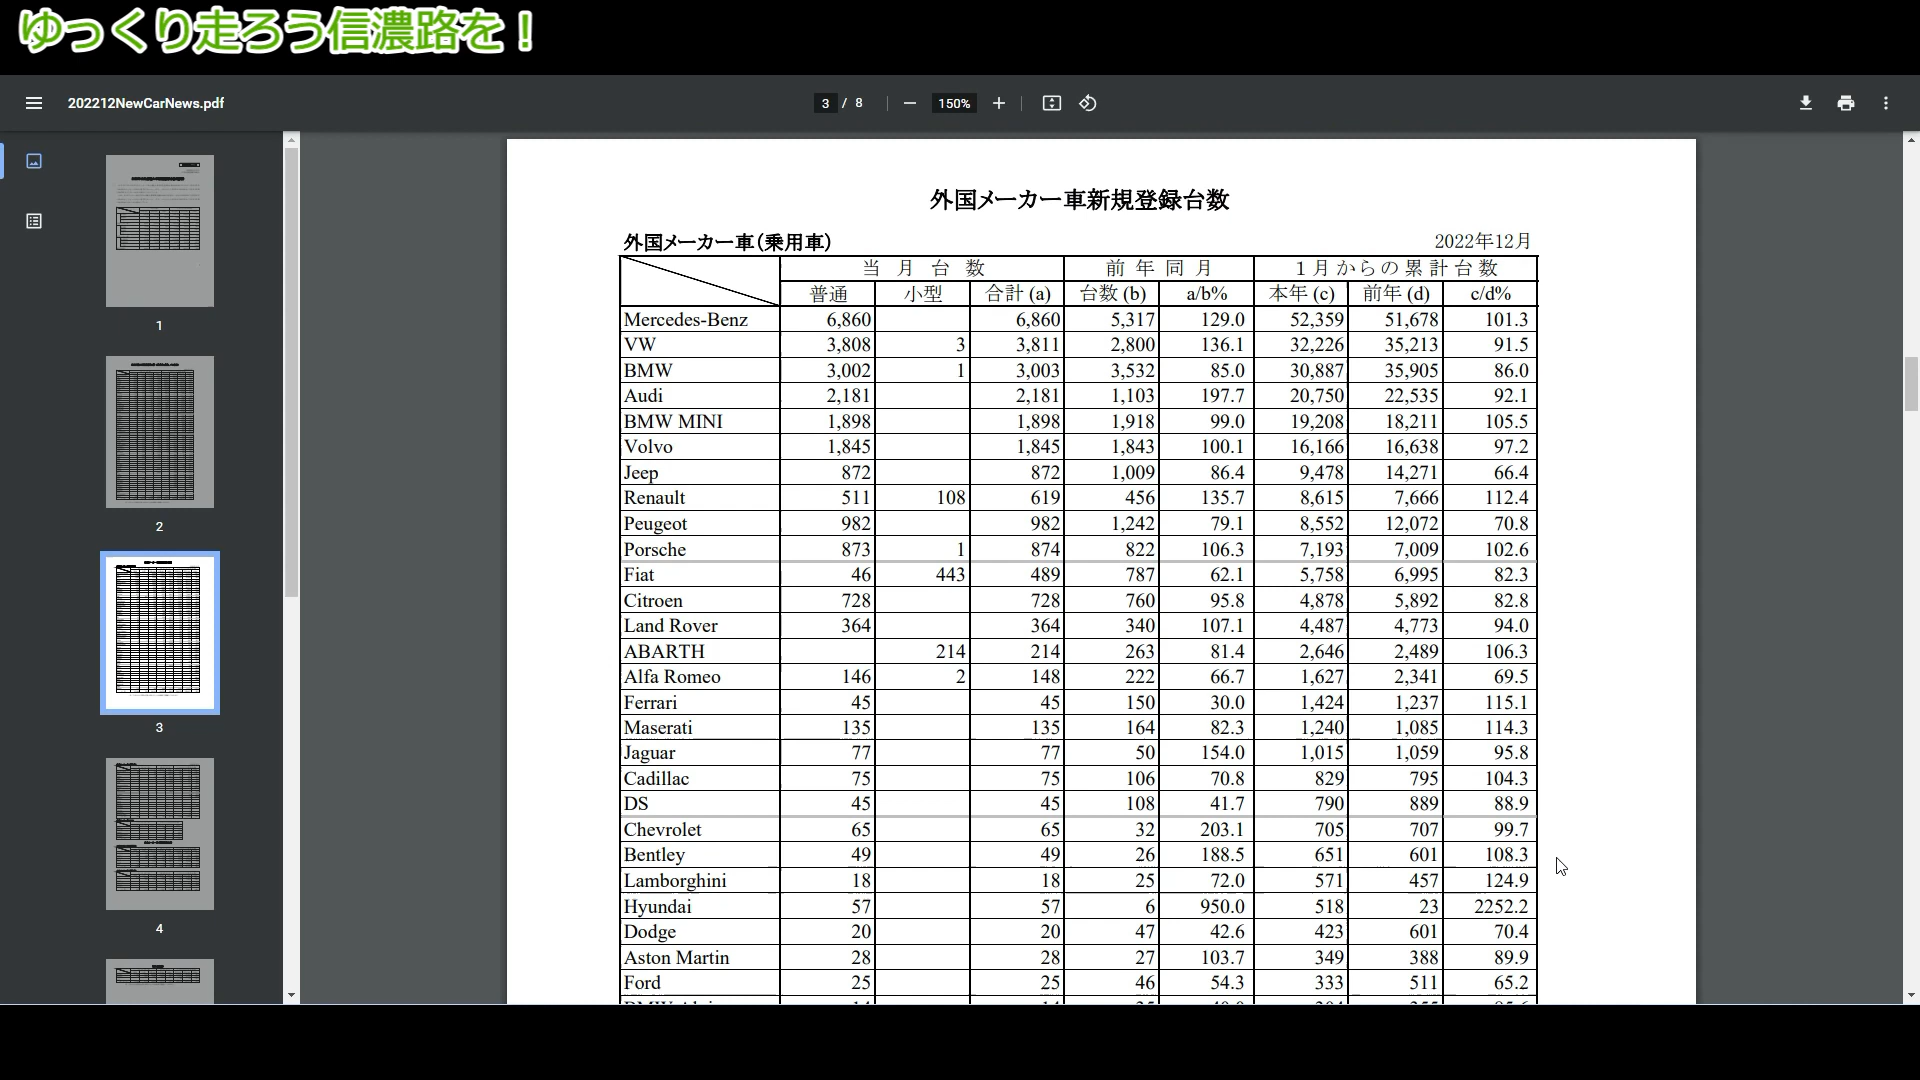 ゆっくり走ろう信濃路を！
202212NewCarNews.pdf
3 / 8
150%
1
2
3
4
外国メーカー車新規登録台数
外国メーカー車（乗用車）
2022年12月
当月台数 前年同月 1月からの累計台数
普通 小型 合計 (a) 台数 (b) a/b% 本年 (c) 前年 (d) c/d%
Mercedes-Benz 6,860 6,860 5,317 129.0 52,359 51,678 101.3
VW 3,808 3 3,811 2,800 136.1 32,226 35,213 91.5
BMW 3,002 1 3,003 3,532 85.0 30,887 35,905 86.0
Audi 2,181 2,181 1,103 197.7 20,750 22,535 92.1
BMW MINI 1,898 1,898 1,918 99.0 19,208 18,211 105.5
Volvo 1,845 1,845 1,843 100.1 16,166 16,638 97.2
Jeep 872 872 1,009 86.4 9,478 14,271 66.4
Renault 511 108 619 456 135.7 8,615 7,666 112.4
Peugeot 982 982 1,242 79.1 8,552 12,072 70.8
Porsche 873 1 874 822 106.3 7,193 7,009 102.6
Fiat 46 443 489 787 62.1 5,758 6,995 82.3
Citroen 728 728 760 95.8 4,878 5,892 82.8
Land Rover 364 364 340 107.1 4,487 4,773 94.0
ABARTH 214 214 263 81.4 2,646 2,489 106.3
Alfa Romeo 146 2 148 222 66.7 1,627 2,341 69.5
Ferrari 45 45 150 30.0 1,424 1,237 115.1
Maserati 135 135 164 82.3 1,240 1,085 114.3
Jaguar 77 77 50 154.0 1,015 1,059 95.8
Cadillac 75 75 106 70.8 829 795 104.3
DS 45 45 108 41.7 790 889 88.9
Chevrolet 65 65 32 203.1 705 707 99.7
Bentley 49 49 26 188.5 651 601 108.3
Lamborghini 18 18 25 72.0 571 457 124.9
Hyundai 57 57 6 950.0 518 23 2252.2
Dodge 20 20 47 42.6 423 601 70.4
Aston Martin 28 28 27 103.7 349 388 89.9
Ford 25 25 46 54.3 333 511 65.2